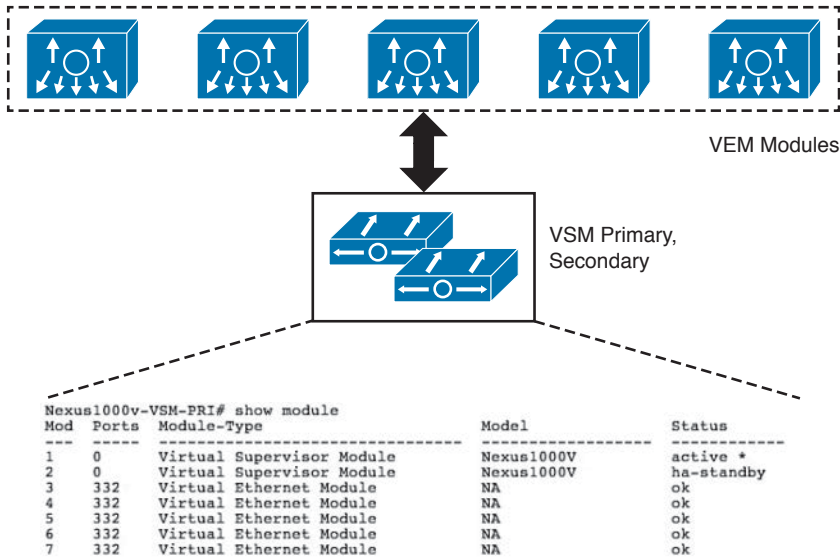 VEM Modules
VSM Primary,
Secondary
Nexus1000v-VSM-PRI# show module
Mod Ports Module-Type Model Status
--- ----- -------------------------------- ------------------ ------------
1 0 Virtual Supervisor Module Nexus1000V active *
2 0 Virtual Supervisor Module Nexus1000V ha-standby
3 332 Virtual Ethernet Module NA ok
4 332 Virtual Ethernet Module NA ok
5 332 Virtual Ethernet Module NA ok
6 332 Virtual Ethernet Module NA ok
7 332 Virtual Ethernet Module NA ok